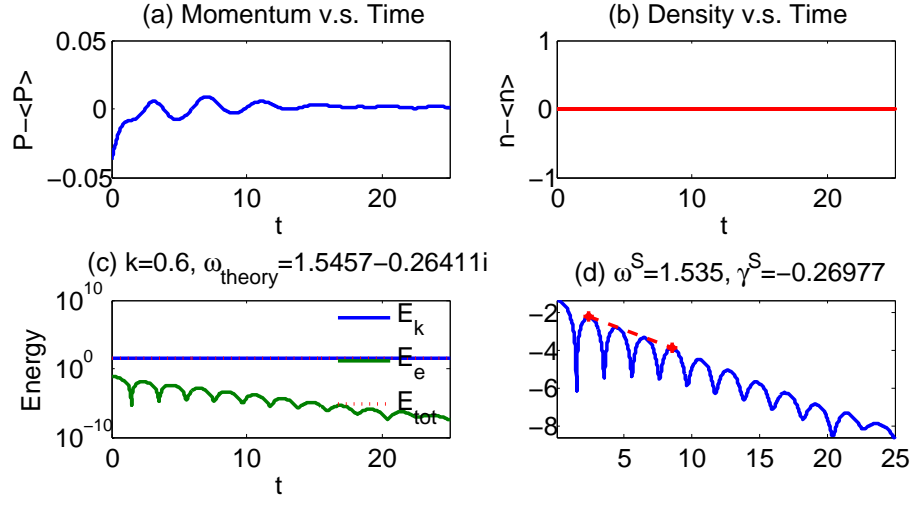 (a) Momentum v.s. Time
0.05
0
−0.05
P−<P>
10
20
0
t
(b) Density v.s. Time
1
0
−1
n−<n>
0
10
20
t
(c) k=0.6, ω_theory=1.5457−0.26411i
10^10
10^0
10^−10
Energy
E_k
E_e
E_tot
0
10
20
t
(d) ω^S=1.535, γ^S=−0.26977
−2
−4
−6
−8
5
10
15
20
25